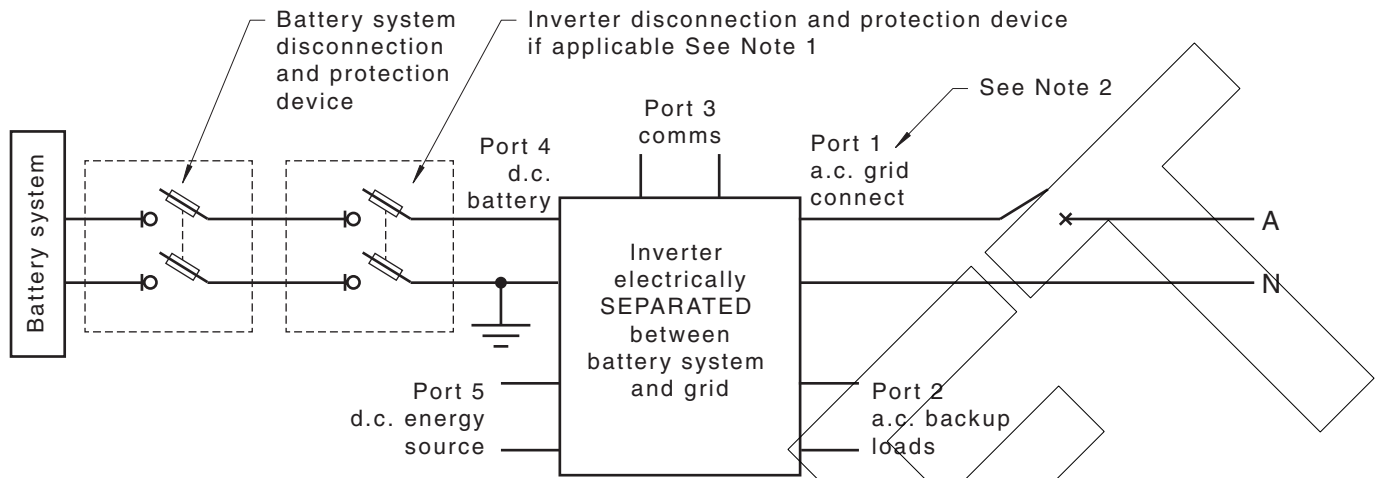 Battery system
disconnection
and protection
device
Inverter disconnection and protection device
if applicable See Note 1
See Note 2
Port 3
comms
Port 4
d.c.
battery
Port 1
a.c. grid
connect
Battery system
A
N
Inverter
electrically
SEPARATED
between
battery system
and grid
Port 5
d.c. energy
source
Port 2
a.c. backup
loads